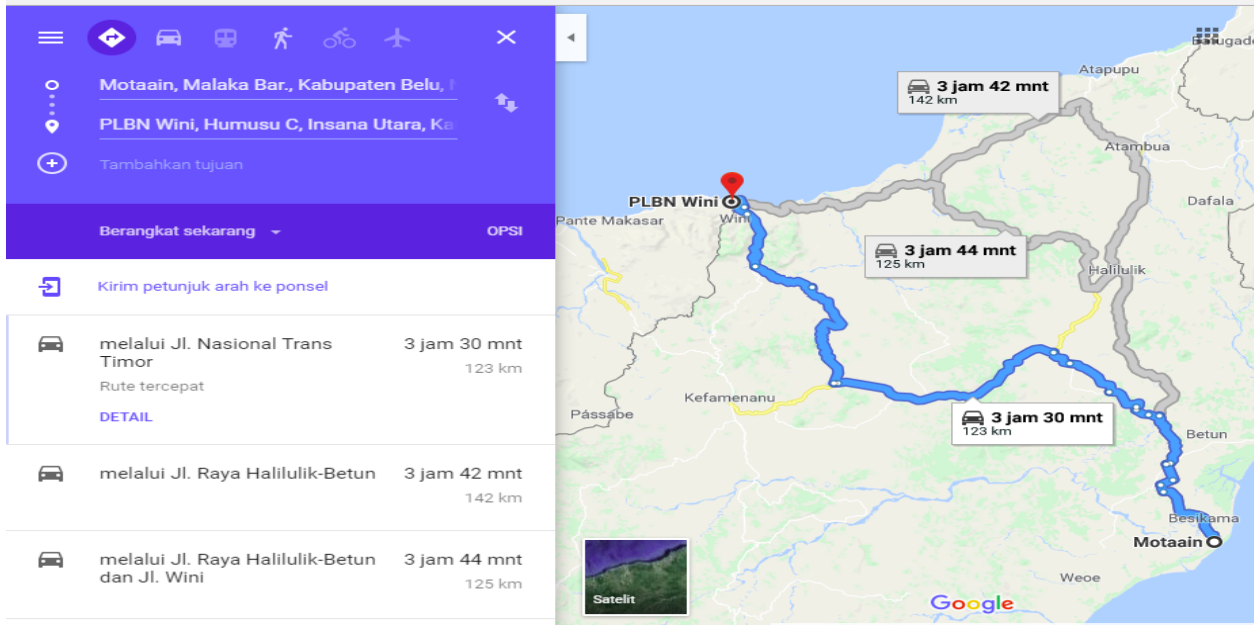 Motaain, Malaka Bar., Kabupaten Belu,
PLBN Wini, Humusu C, Insana Utara, Ka
Tambahkan tujuan
Berangkat sekarang
OPSI
Kirim petunjuk arah ke ponsel
melalui Jl. Nasional Trans
Timor
3 jam 30 mnt
123 km
Rute tercepat
DETAIL
melalui Jl. Raya Halilulik-Betun
3 jam 42 mnt
142 km
melalui Jl. Raya Halilulik-Betun
dan Jl. Wini
3 jam 44 mnt
125 km
Atapupu
3 jam 42 mnt
142 km
Atambua
PLBN Wini
Dafala
Pante Makasar
Wini
3 jam 44 mnt
125 km
Halilulik
Kefamenanu
Passabe
3 jam 30 mnt
123 km
Betun
Besikama
Motaain
Weoe
Satelit
Google